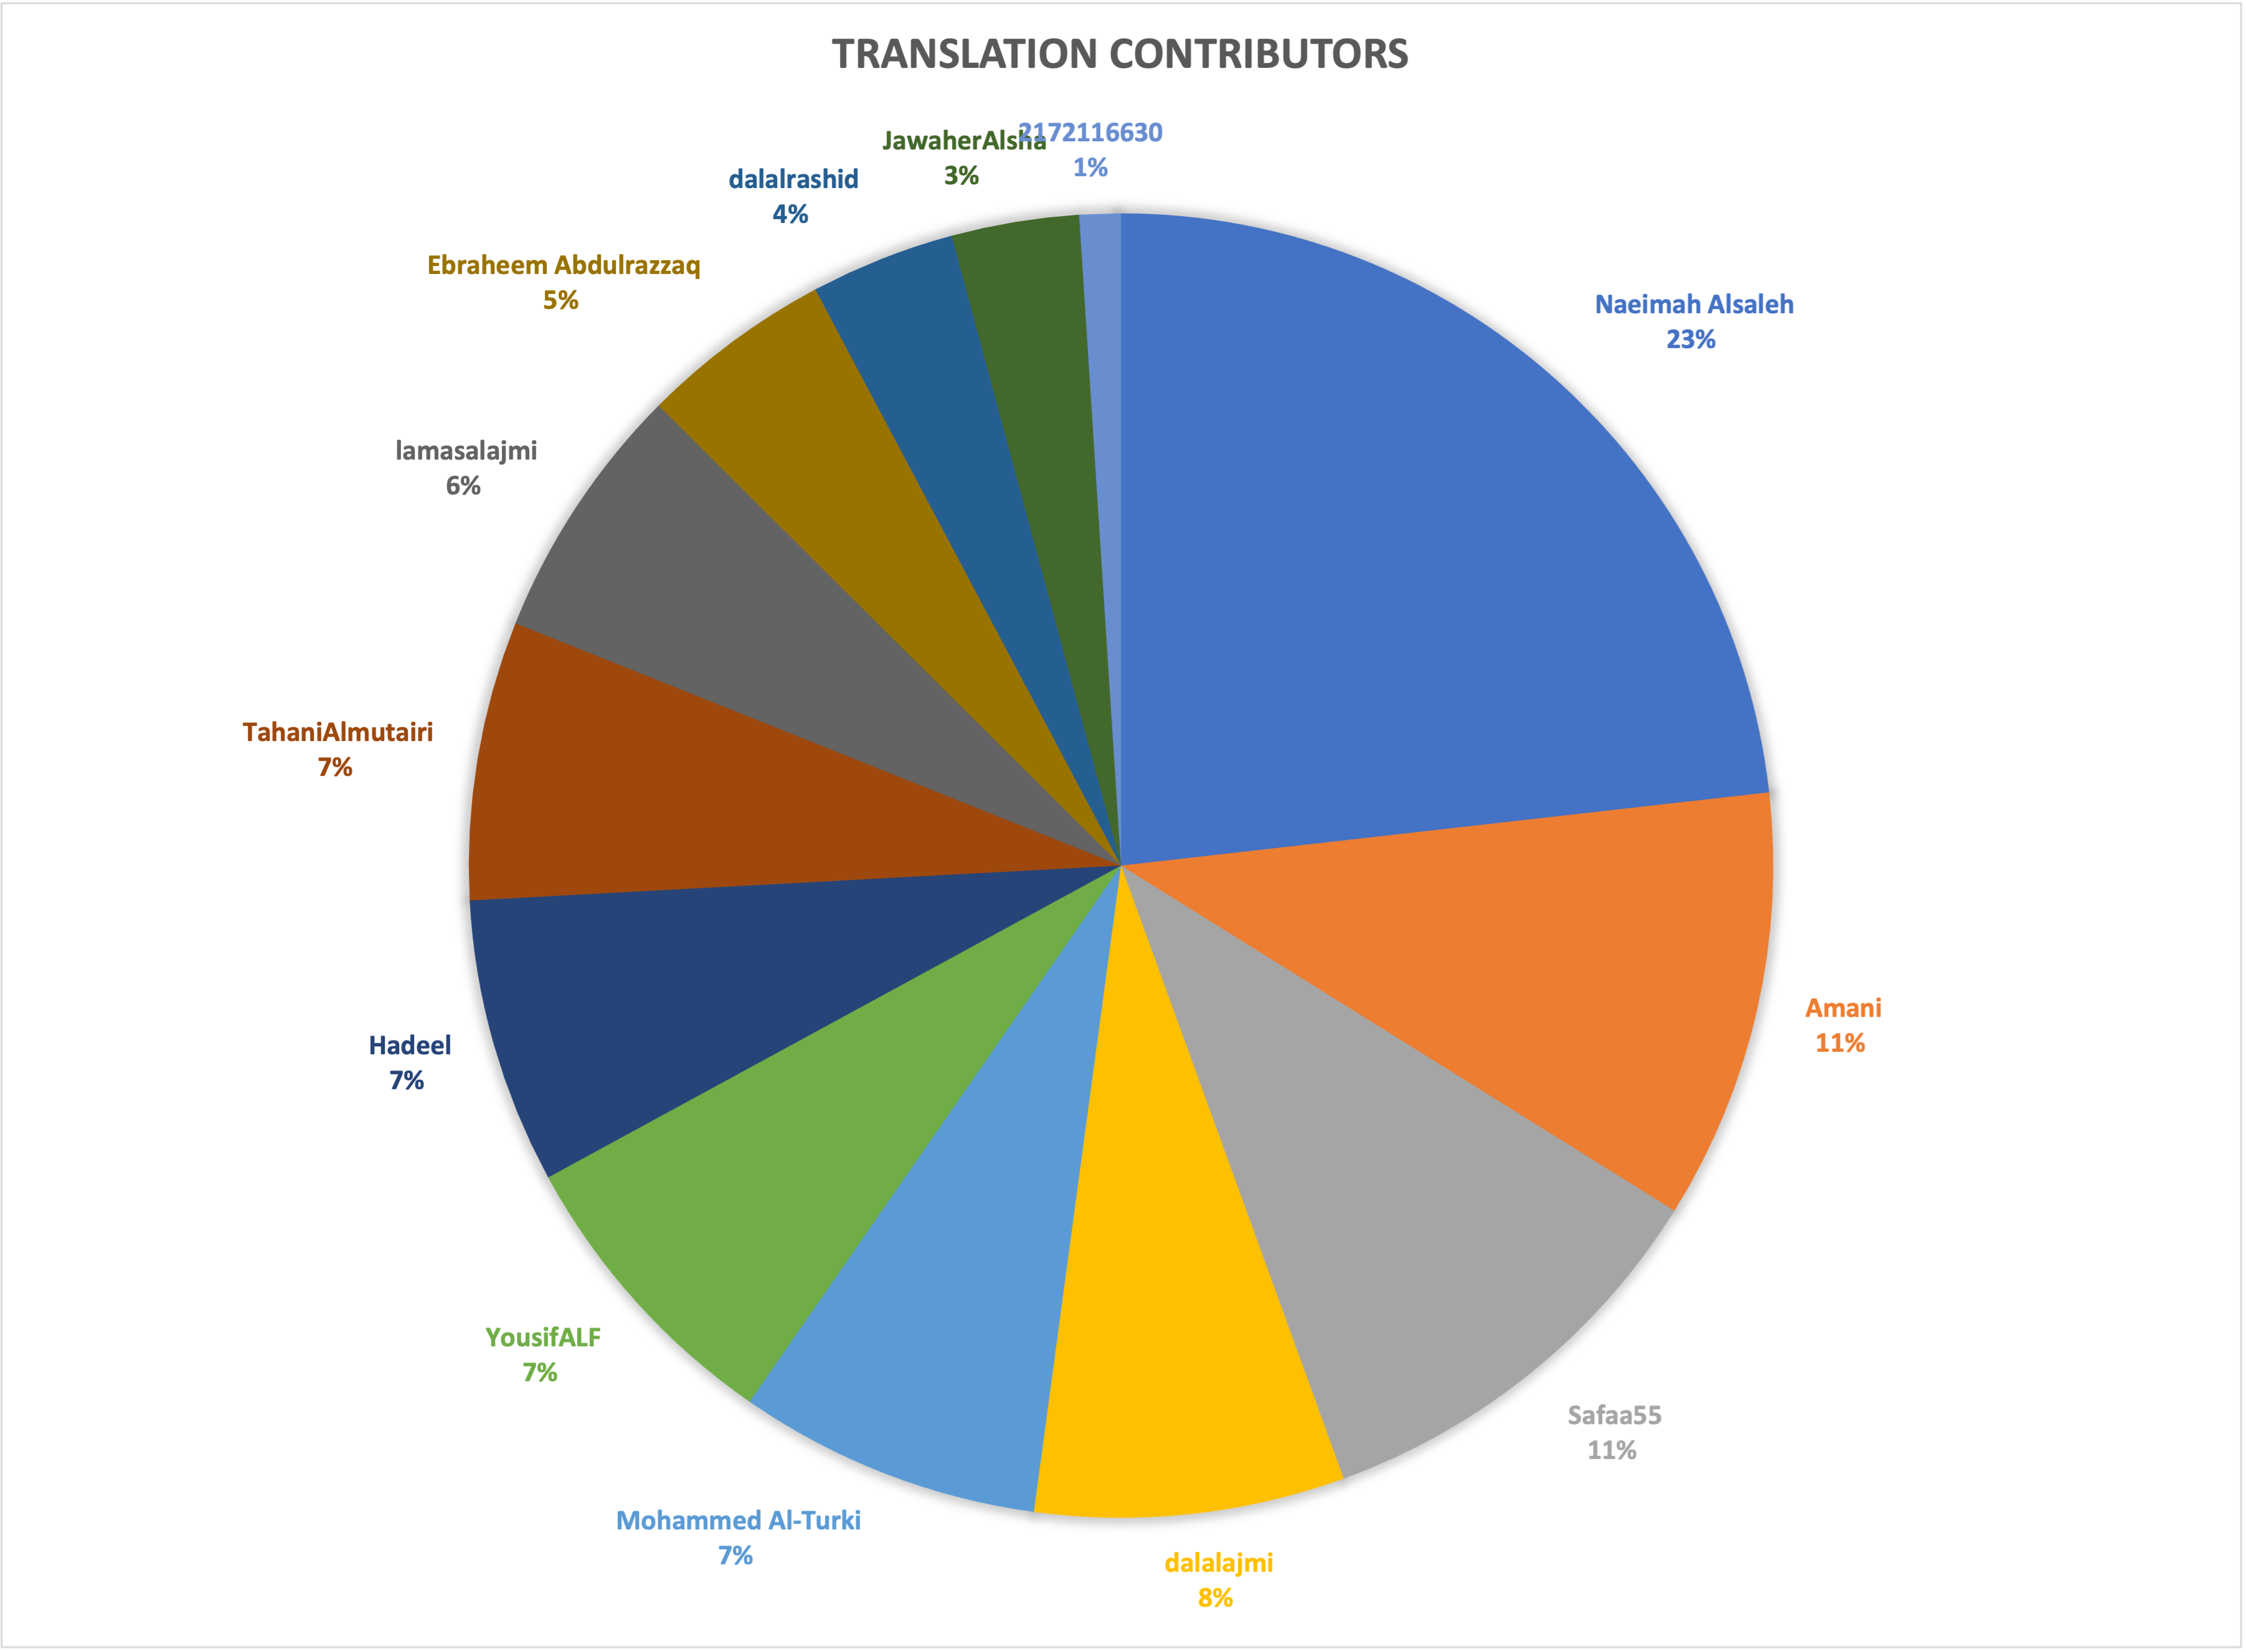 TRANSLATION CONTRIBUTORS
2172116630
1%
JawaherAlsha
3%
dalalrashid
4%
Ebraheem Abdulrazzaq
5%
lamasalajmi
6%
TahaniAlmutairi
7%
Hadeel
7%
YousifALF
7%
Mohammed Al-Turki
7%
dalalajmi
8%
Safaa55
11%
Amani
11%
Naeimah Alsaleh
23%